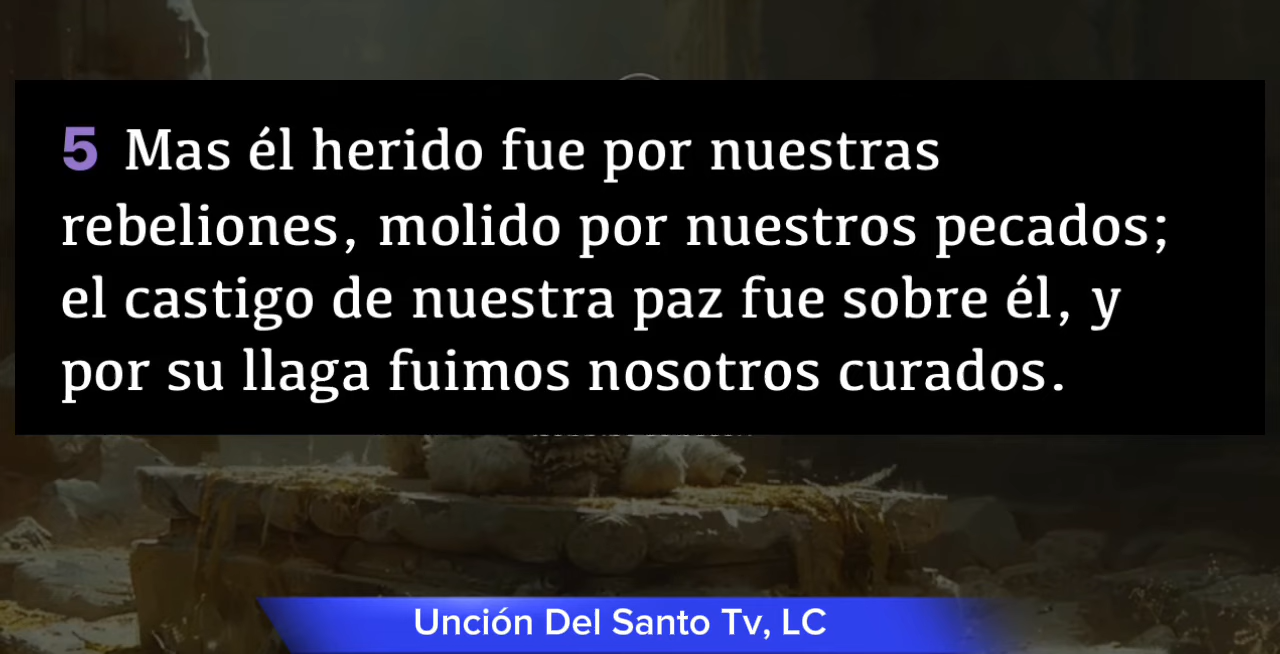 5 Mas él herido fue por nuestras
rebeliones, molido por nuestros pecados;
el castigo de nuestra paz fue sobre él, y
por su llaga fuimos nosotros curados.
Unción Del Santo Tv, LC